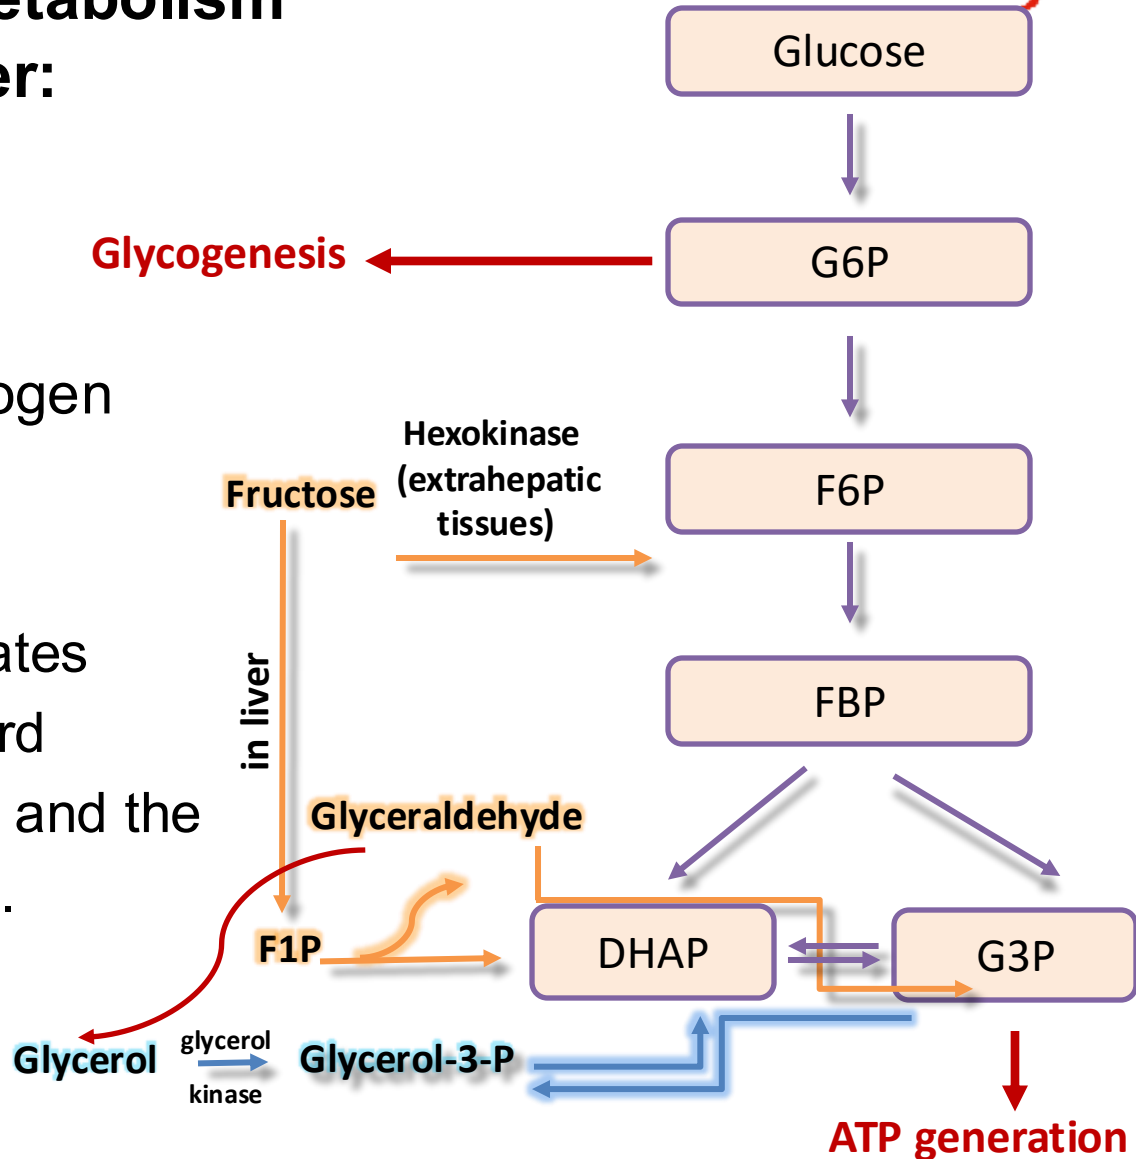 etabolism
er:
Glucose
Glycogenesis
G6P
ogen
Hexokinase
(extrahepatic
tissues)
Fructose
F6P
in liver
ates
rd
and the
.
FBP
Glyceraldehyde
F1P
DHAP
G3P
Glycerol
glycerol
kinase
Glycerol-3-P
ATP generation